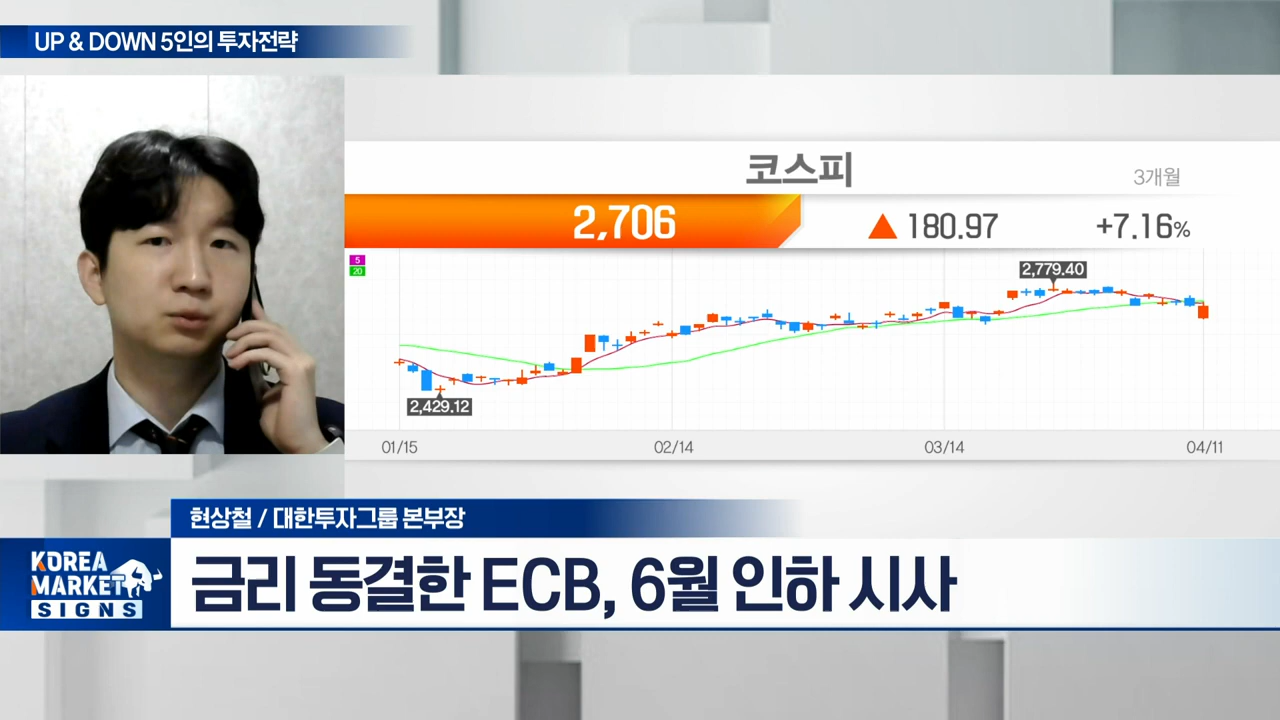 UP & DOWN 5인의 투자전략
코스피
3개월
2,706
▲ 180.97
+7.16%
5
20
2,779.40
2,429.12
01/15
02/14
03/14
04/11
현상철 / 대한투자그룹 본부장
KOREA
MARKET
SIGNS
금리 동결한 ECB, 6월 인하 시사